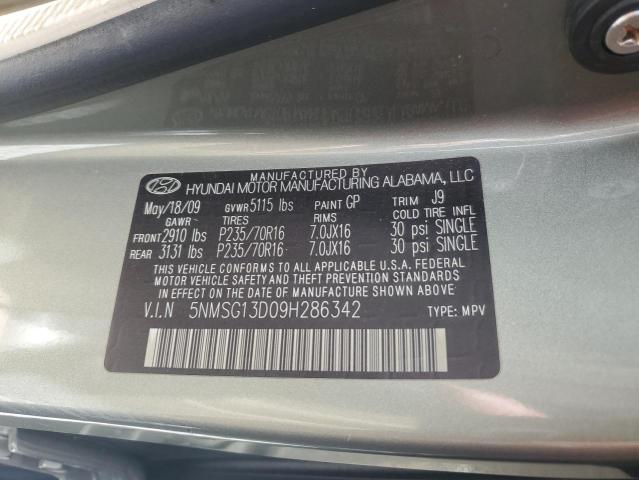 MANUFACTURED BY
HYUNDAI MOTOR MANUFACTURING ALABAMA, LLC
May/18/09 GVWR 5115 lbs PAINT GP TRIM J9
GAWR TIRES RIMS COLD TIRE INFL
FRONT 2910 lbs P235/70R16 7.0JX16 30 psi SINGLE
REAR 3131 lbs P235/70R16 7.0JX16 30 psi SINGLE
THIS VEHICLE CONFORMS TO ALL APPLICABLE U.S.A. FEDERAL
MOTOR VEHICLE SAFETY, THEFT PREVENTION STANDARDS
IN EFFECT ON THE DATE OF MANUFACTURE SHOWN ABOVE.
V.I.N 5NMSG13D09H286342 TYPE: MPV